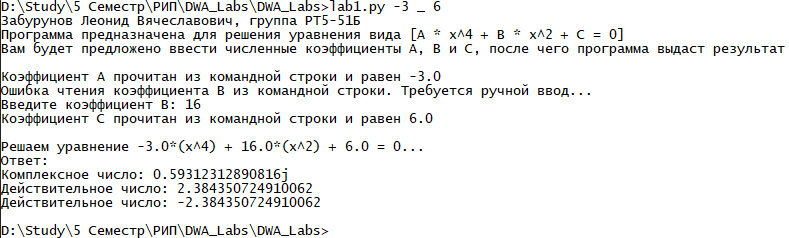 D:\Study\5 Семестр\РИП\DWA_Labs\DWA_Labs>lab1.py -3 _ 6
Забурунов Леонид Вячеславович, группа РТ5-51Б
Программа предназначена для решения уравнения вида [A * x^4 + B * x^2 + C = 0]
Вам будет предложено ввести численные коэффициенты A, B и C, после чего программа выдаст результат
Коэффициент A прочитан из командной строки и равен -3.0
Ошибка чтения коэффициента B из командной строки. Требуется ручной ввод...
Введите коэффициент B: 16
Коэффициент C прочитан из командной строки и равен 6.0
Решаем уравнение -3.0*(x^4) + 16.0*(x^2) + 6.0 = 0...
Ответ:
Комплексное число: 0.59312312890816j
Действительное число: 2.384350724910062
Действительное число: -2.384350724910062
D:\Study\5 Семестр\РИП\DWA_Labs\DWA_Labs>